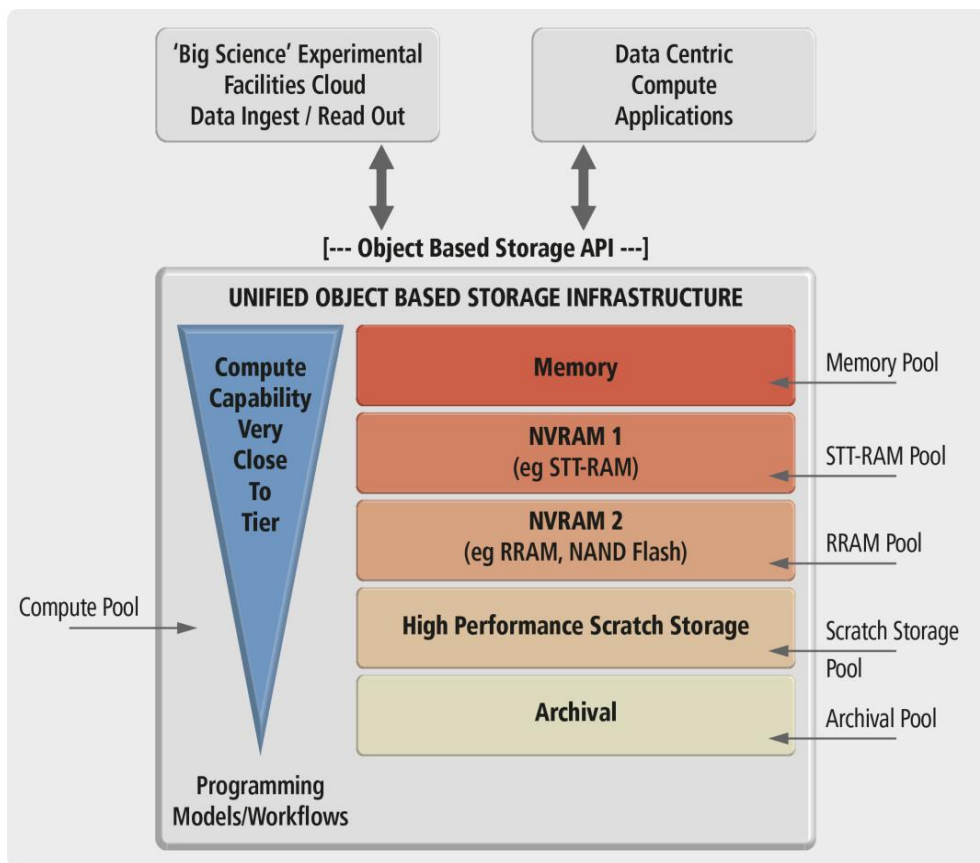 ‘Big Science’ Experimental
Facilities Cloud
Data Ingest / Read Out
Data Centric
Compute
Applications
[--- Object Based Storage API ---]
UNIFIED OBJECT BASED STORAGE INFRASTRUCTURE
Compute
Capability
Very
Close
To
Tier
Memory
NVRAM 1
(eg STT-RAM)
NVRAM 2
(eg RRAM, NAND Flash)
High Performance Scratch Storage
Archival
Memory Pool
STT-RAM Pool
RRAM Pool
Scratch Storage
Pool
Archival Pool
Compute Pool
Programming
Models/Workflows